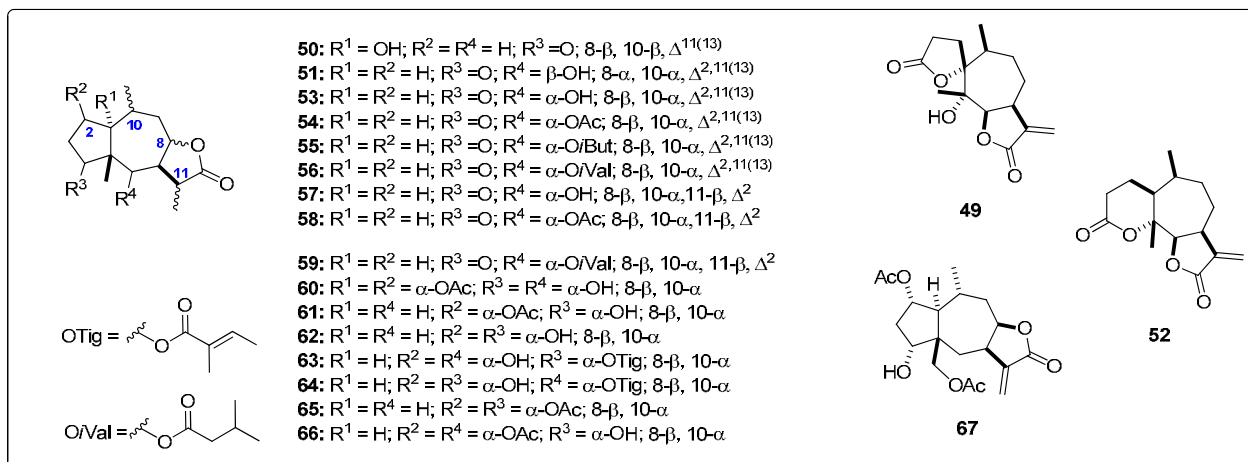 50: R1 = OH; R2 = R4 = H; R3 =O; 8-β, 10-β, Δ11(13)
51: R1 = R2 = H; R3 =O; R4 = β-OH; 8-α, 10-α, Δ2,11(13)
53: R1 = R2 = H; R3 =O; R4 = α-OH; 8-β, 10-α, Δ2,11(13)
54: R1 = R2 = H; R3 =O; R4 = α-OAc; 8-β, 10-α, Δ2,11(13)
55: R1 = R2 = H; R3 =O; R4 = α-OiBut; 8-β, 10-α, Δ2,11(13)
56: R1 = R2 = H; R3 =O; R4 = α-OiVal; 8-β, 10-α, Δ2,11(13)
57: R1 = R2 = H; R3 =O; R4 = α-OH; 8-β, 10-α,11-β, Δ2
58: R1 = R2 = H; R3 =O; R4 = α-OAc; 8-β, 10-α, 11-β, Δ2
59: R1 = R2 = H; R3 =O; R4 = α-OiVal; 8-β, 10-α, 11-β, Δ2
60: R1 = R2 = α-OAc; R3 = R4 = α-OH; 8-β, 10-α
61: R1 = R4 = H, R2 = α-OAc; R3 = α-OH; 8-β, 10-α
62: R1 = R4 = H; R2 = R3 = α-OH; 8-β, 10-α
63: R1 = H; R2 = R4 = α-OH; R3 = α-OTig; 8-β, 10-α
64: R1 = H; R2 = R3 = α-OH; R4 = α-OTig; 8-β, 10-α
65: R1 = R4 = H; R2 = R3 = α-OAc; 8-β, 10-α
66: R1 = H; R2 = R4 = α-OAc; R3 = α-OH; 8-β, 10-α
R2
R1
2
10
8
O
11
O
R3
R4
OTig =
O
O
OiVal =
O
O
O
O
HO
O
O
49
O
O
O
O
52
AcO
H
O
O
HO
OAc
67